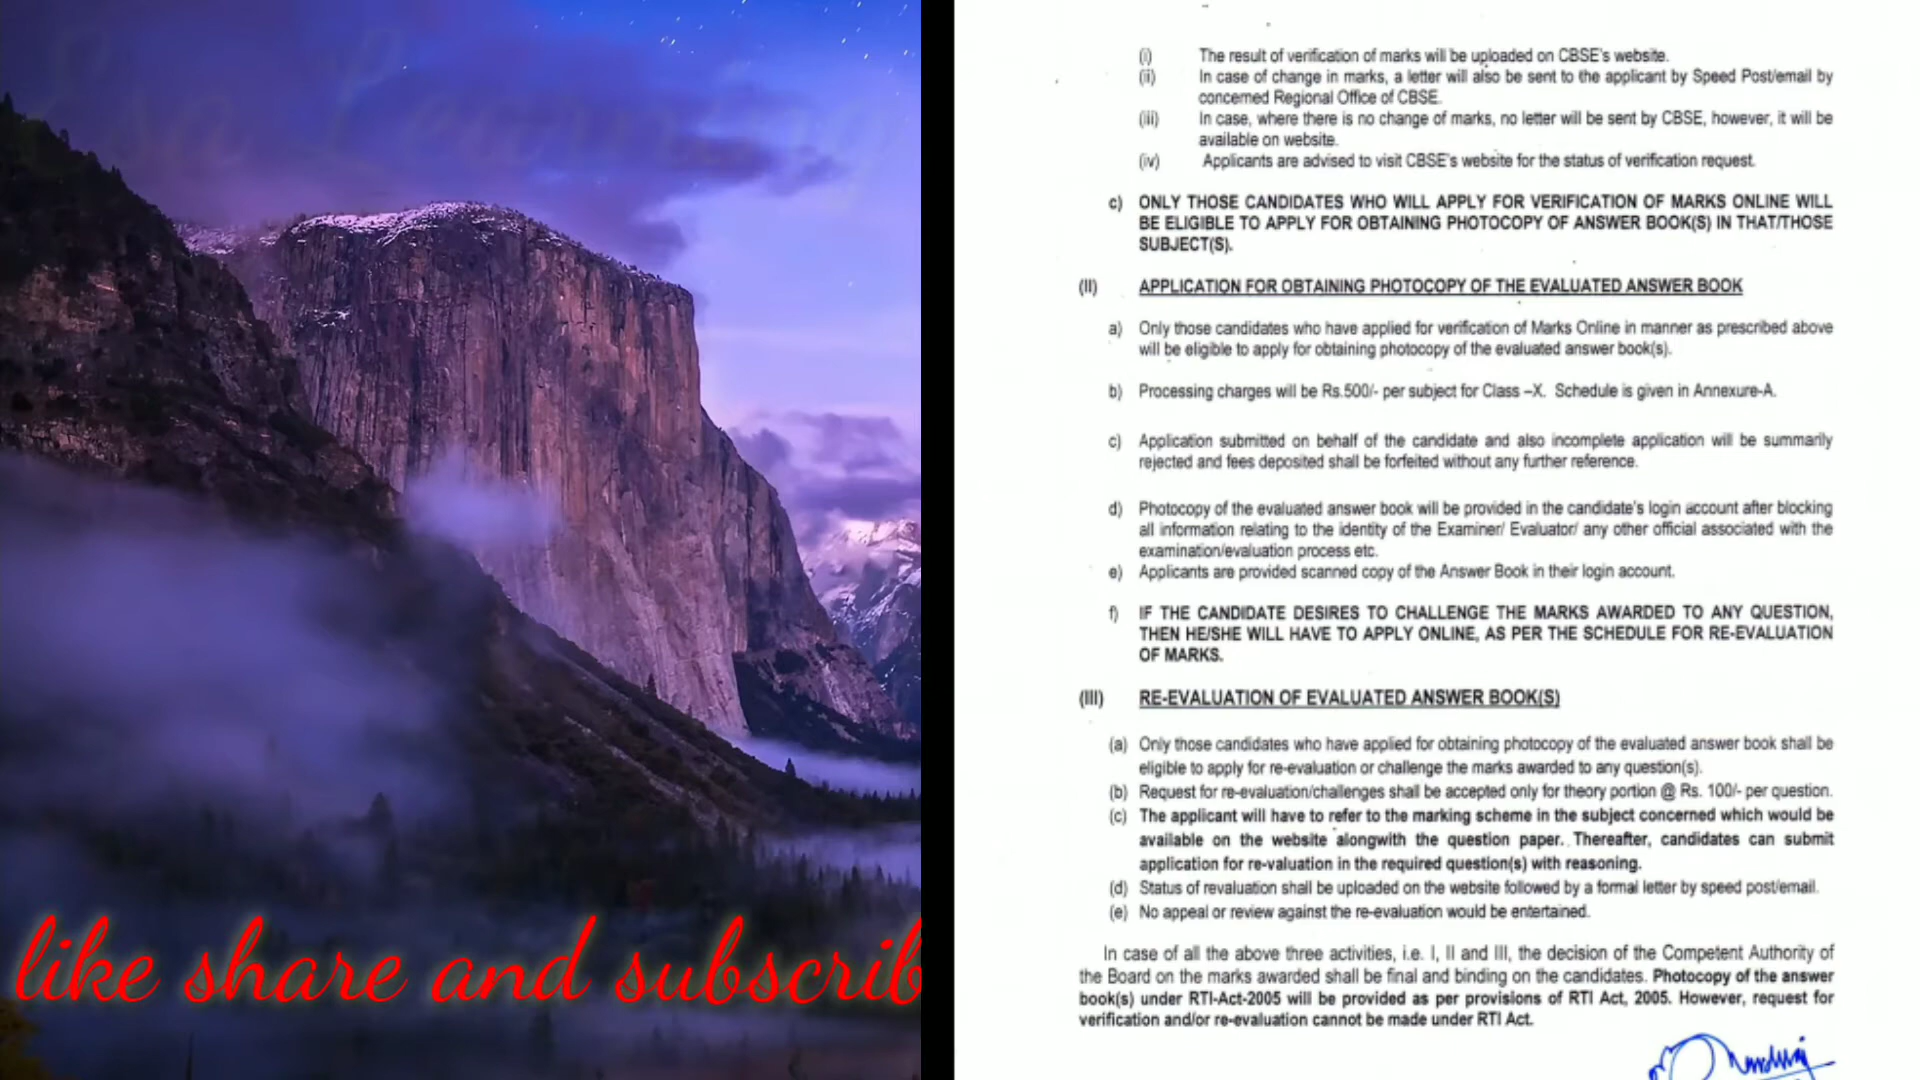 like share and subscrib
(i) The result of verification of marks will be uploaded on CBSE's website.
(ii) In case of change in marks, a letter will also be sent to the applicant by Speed Post/email by
concerned Regional Office of CBSE.
(iii) In case, where there is no change of marks, no letter will be sent by CBSE, however, it will be
available on website.
(iv) Applicants are advised to visit CBSE's website for the status of verification request.
c) ONLY THOSE CANDIDATES WHO WILL APPLY FOR VERIFICATION OF MARKS ONLINE WILL
BE ELIGIBLE TO APPLY FOR OBTAINING PHOTOCOPY OF ANSWER BOOK(S) IN THAT/THOSE
SUBJECT(S).
(II) APPLICATION FOR OBTAINING PHOTOCOPY OF THE EVALUATED ANSWER BOOK
a) Only those candidates who have applied for verification of Marks Online in manner as prescribed above
will be eligible to apply for obtaining photocopy of the evaluated answer book(s).
b) Processing charges will be Rs.500/- per subject for Class –X. Schedule is given in Annexure-A.
c) Application submitted on behalf of the candidate and also incomplete application will be summarily
rejected and fees deposited shall be forfeited without any further reference.
d) Photocopy of the evaluated answer book will be provided in the candidate's login account after blocking
all information relating to the identity of the Examiner/ Evaluator/ any other official associated with the
examination/evaluation process etc.
e) Applicants are provided scanned copy of the Answer Book in their login account.
f) IF THE CANDIDATE DESIRES TO CHALLENGE THE MARKS AWARDED TO ANY QUESTION,
THEN HE/SHE WILL HAVE TO APPLY ONLINE, AS PER THE SCHEDULE FOR RE-EVALUATION
OF MARKS.
(III) RE-EVALUATION OF EVALUATED ANSWER BOOK(S)
(a) Only those candidates who have applied for obtaining photocopy of the evaluated answer book shall be
eligible to apply for re-evaluation or challenge the marks awarded to any question(s).
(b) Request for re-evaluation/challenges shall be accepted only for theory portion @ Rs. 100/- per question.
(c) The applicant will have to refer to the marking scheme in the subject concerned which would be
available on the website alongwith the question paper. Thereafter, candidates can submit
application for re-valuation in the required question(s) with reasoning.
(d) Status of revaluation shall be uploaded on the website followed by a formal letter by speed post/email.
(e) No appeal or review against the re-evaluation would be entertained.
In case of all the above three activities, i.e. I, II and III, the decision of the Competent Authority of
the Board on the marks awarded shall be final and binding on the candidates. Photocopy of the answer
book(s) under RTI-Act-2005 will be provided as per provisions of RTI Act, 2005. However, request for
verification and/or re-evaluation cannot be made under RTI Act.